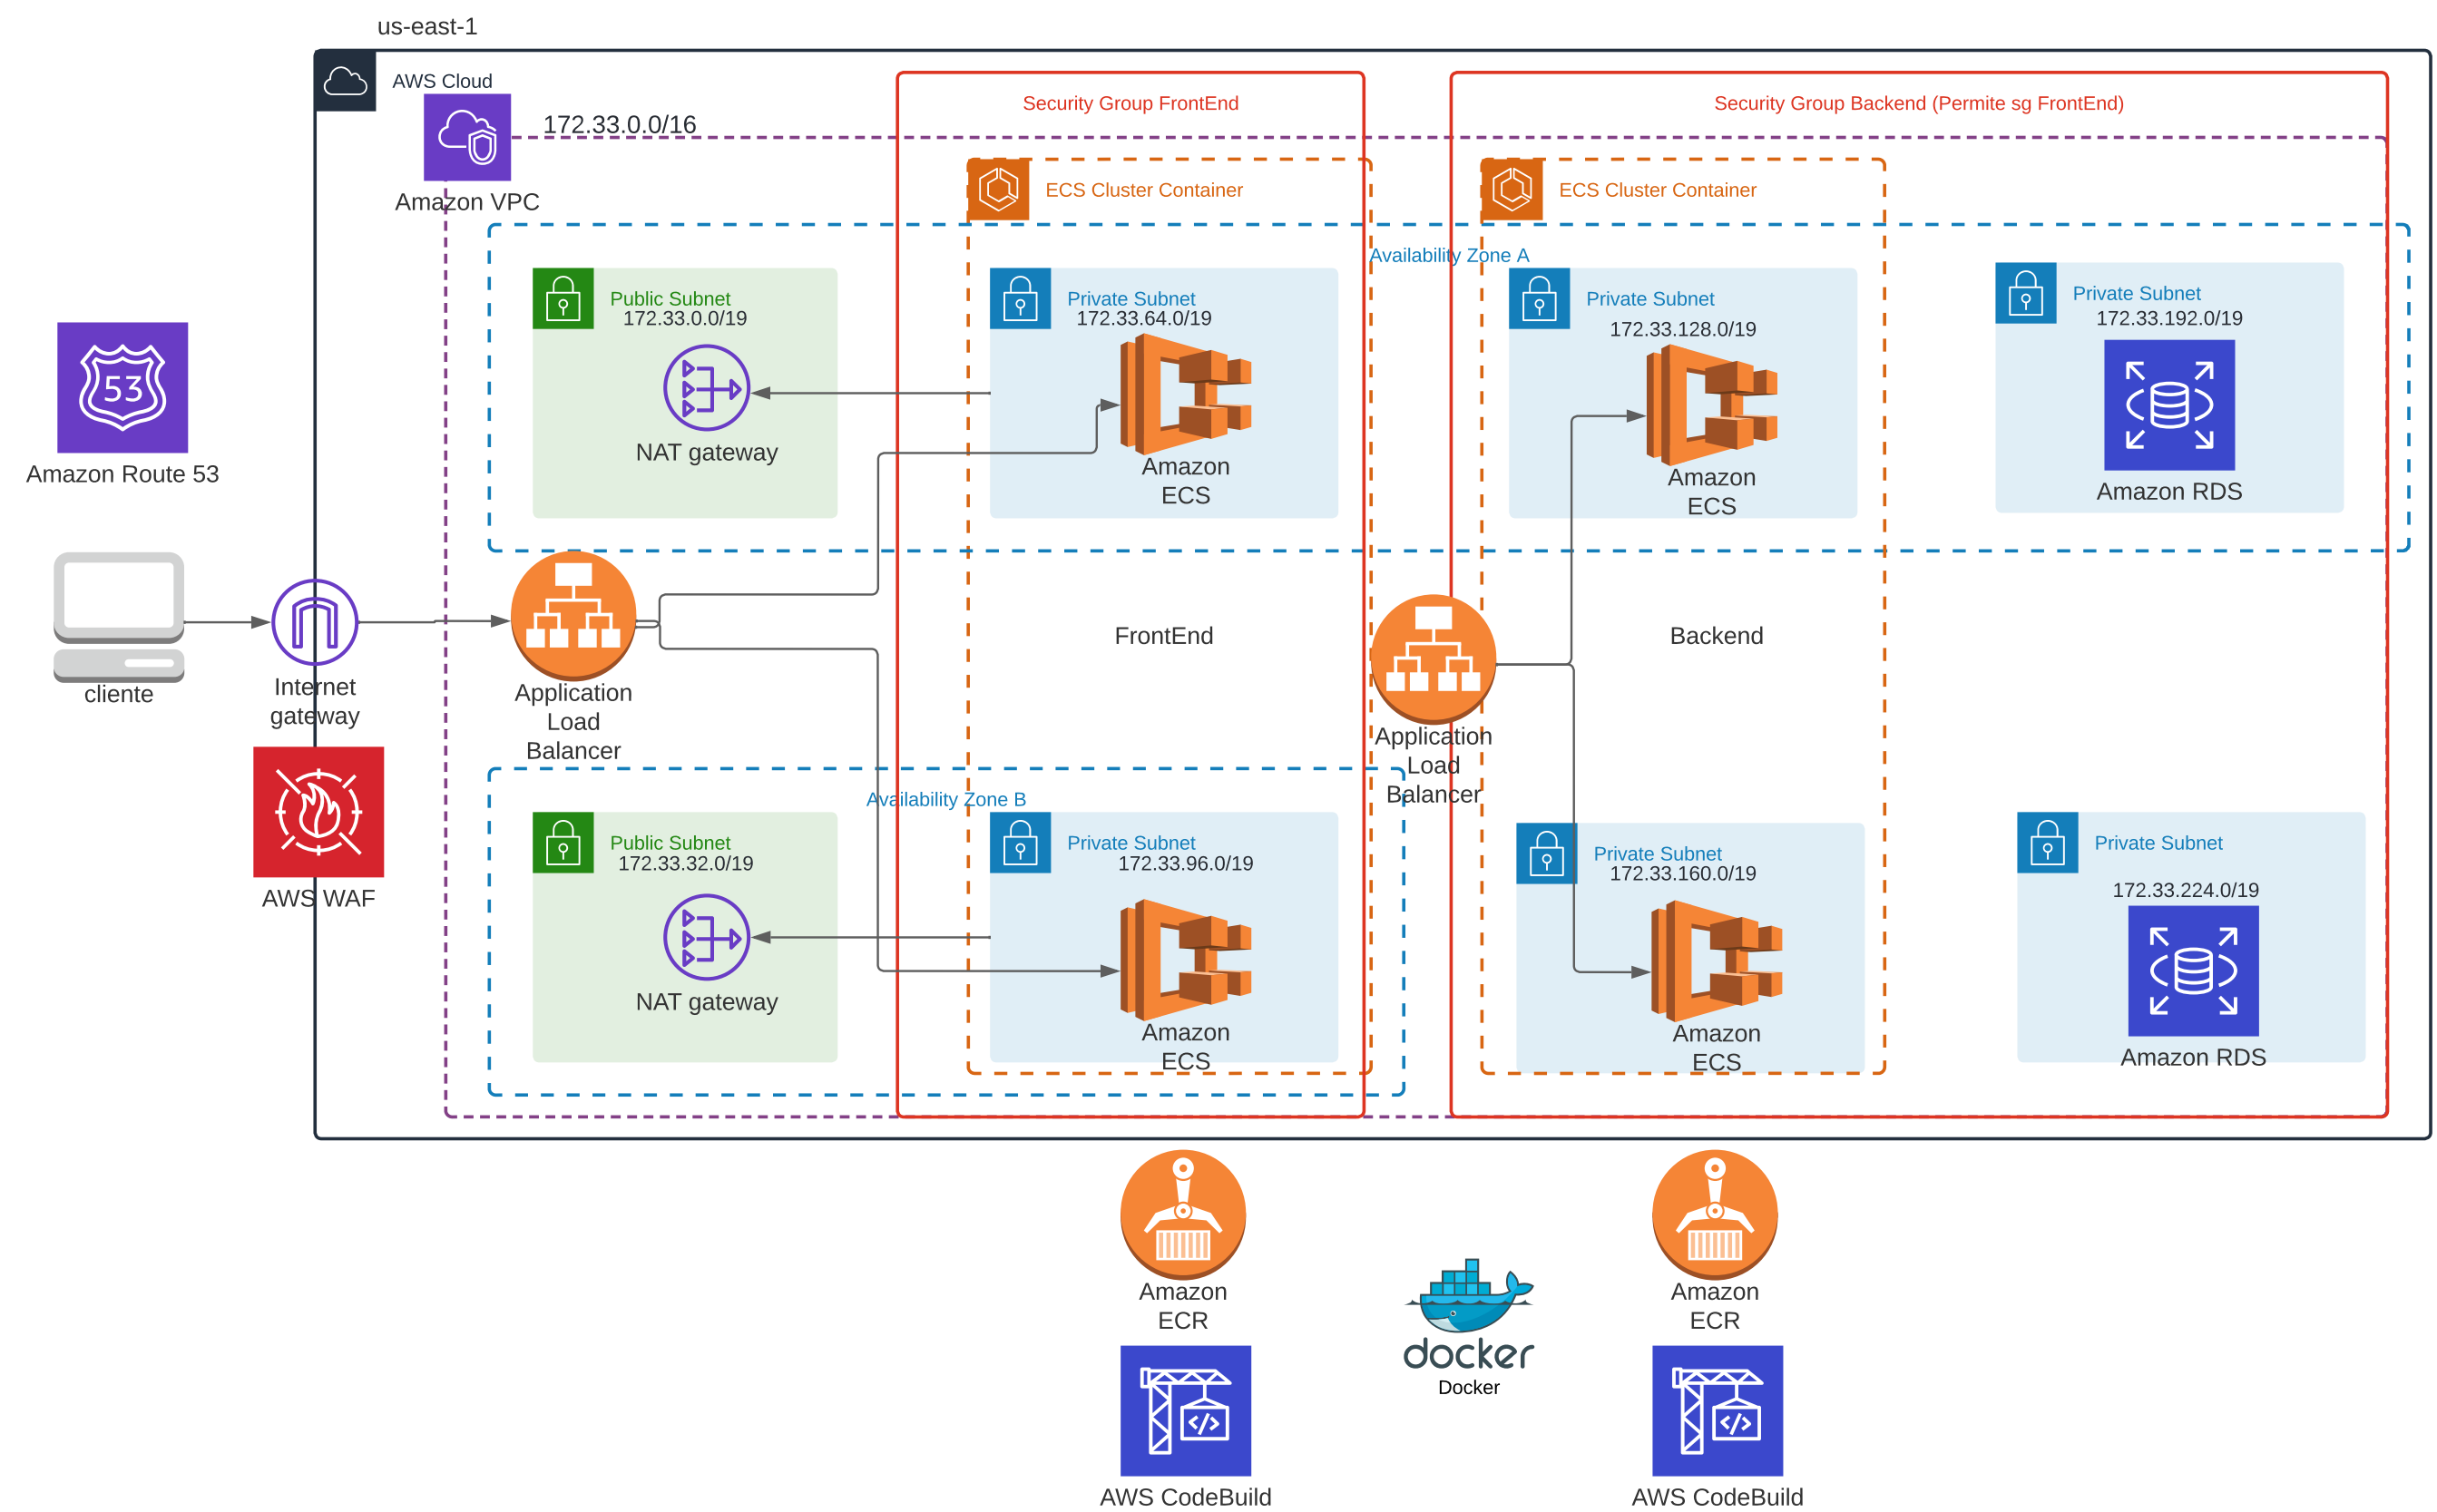 us-east-1
AWS Cloud
Amazon VPC
172.33.0.0/16
Security Group FrontEnd
Security Group Backend (Permite sg FrontEnd)
ECS Cluster Container
ECS Cluster Container
Availability Zone A
Public Subnet
172.33.0.0/19
NAT gateway
Private Subnet
172.33.64.0/19
Amazon
ECS
Private Subnet
172.33.128.0/19
Amazon
ECS
Private Subnet
172.33.192.0/19
Amazon RDS
53
Amazon Route 53
cliente
Internet
gateway
AWS WAF
Application
Load
Balancer
FrontEnd
Application
Load
Balancer
Backend
Availability Zone B
Public Subnet
172.33.32.0/19
NAT gateway
Private Subnet
172.33.96.0/19
Amazon
ECS
Private Subnet
172.33.160.0/19
Amazon
ECS
Private Subnet
172.33.224.0/19
Amazon RDS
Amazon
ECR
AWS CodeBuild
docker
Docker
Amazon
ECR
AWS CodeBuild